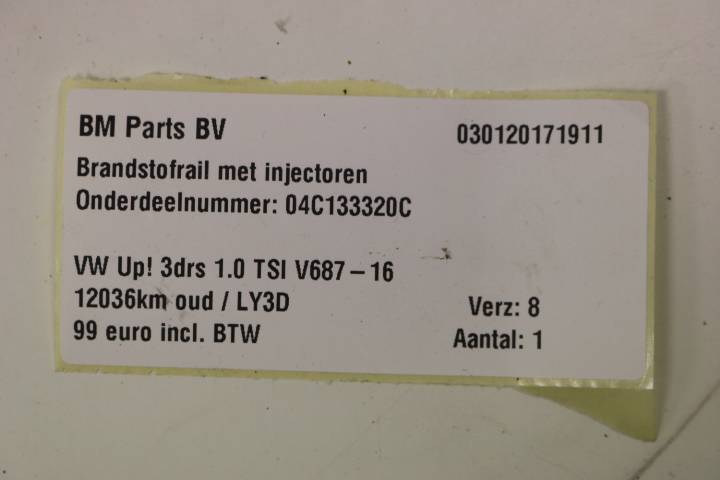 BM Parts BV 030120171911
Brandstofrail met injectoren
Onderdeelnummer: 04C133320C
VW Up! 3drs 1.0 TSI V687 – 16
12036km oud / LY3D Verz: 8
99 euro incl. BTW Aantal: 1